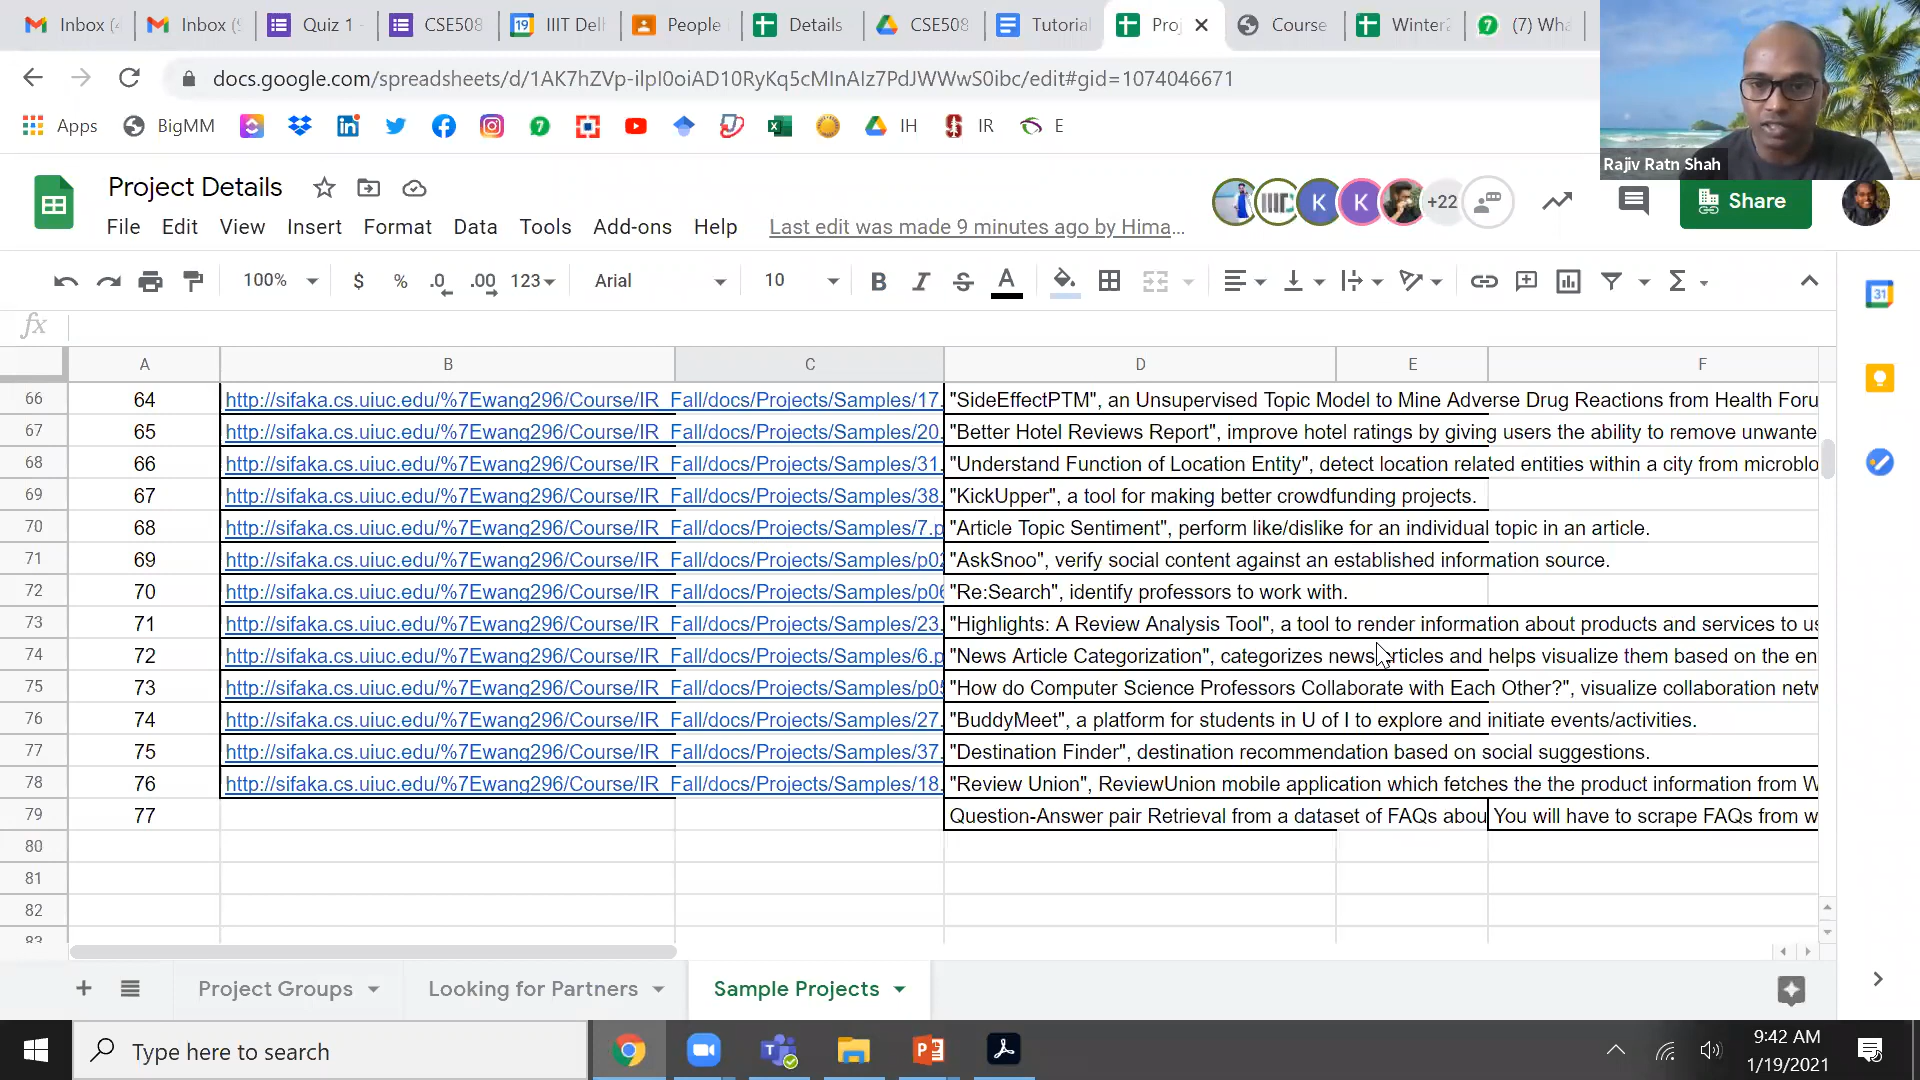 Inbox (4
Inbox (9
Quiz 1 -
CSE508
19
IIIT Delh
People
Details
CSE508
Tutoria
Proj
Course
Winter2
7
(7) Wha
docs.google.com/spreadsheets/d/1AK7hZVp-ilpI0oiAD10RyKq5cMInAIz7PdJWWwS0ibc/edit#gid=1074046671
Apps
BigMM
7
IH
IR
E
Rajiv Ratn Shah
Project Details
File Edit View Insert Format Data Tools Add-ons Help
Last edit was made 9 minutes ago by Hima...
K
K
+22
Share
100%
$
%
.0
.00
123
Arial
10
B
I
S
A
Σ
31
fx
A B C D E F
66 64 http://sifaka.cs.uiuc.edu/%7Ewang296/Course/IR_Fall/docs/Projects/Samples/17. "SideEffectPTM", an Unsupervised Topic Model to Mine Adverse Drug Reactions from Health Foru
67 65 http://sifaka.cs.uiuc.edu/%7Ewang296/Course/IR_Fall/docs/Projects/Samples/20. "Better Hotel Reviews Report", improve hotel ratings by giving users the ability to remove unwante
68 66 http://sifaka.cs.uiuc.edu/%7Ewang296/Course/IR_Fall/docs/Projects/Samples/31. "Understand Function of Location Entity", detect location related entities within a city from microblo
69 67 http://sifaka.cs.uiuc.edu/%7Ewang296/Course/IR_Fall/docs/Projects/Samples/38. "KickUpper", a tool for making better crowdfunding projects.
70 68 http://sifaka.cs.uiuc.edu/%7Ewang296/Course/IR_Fall/docs/Projects/Samples/7.p "Article Topic Sentiment", perform like/dislike for an individual topic in an article.
71 69 http://sifaka.cs.uiuc.edu/%7Ewang296/Course/IR_Fall/docs/Projects/Samples/p02 "AskSnoo", verify social content against an established information source.
72 70 http://sifaka.cs.uiuc.edu/%7Ewang296/Course/IR_Fall/docs/Projects/Samples/p06 "Re:Search", identify professors to work with.
73 71 http://sifaka.cs.uiuc.edu/%7Ewang296/Course/IR_Fall/docs/Projects/Samples/23. "Highlights: A Review Analysis Tool", a tool to render information about products and services to us
74 72 http://sifaka.cs.uiuc.edu/%7Ewang296/Course/IR_Fall/docs/Projects/Samples/6.p "News Article Categorization", categorizes news articles and helps visualize them based on the en
75 73 http://sifaka.cs.uiuc.edu/%7Ewang296/Course/IR_Fall/docs/Projects/Samples/p05 "How do Computer Science Professors Collaborate with Each Other?", visualize collaboration netw
76 74 http://sifaka.cs.uiuc.edu/%7Ewang296/Course/IR_Fall/docs/Projects/Samples/27. "BuddyMeet", a platform for students in U of I to explore and initiate events/activities.
77 75 http://sifaka.cs.uiuc.edu/%7Ewang296/Course/IR_Fall/docs/Projects/Samples/37. "Destination Finder", destination recommendation based on social suggestions.
78 76 http://sifaka.cs.uiuc.edu/%7Ewang296/Course/IR_Fall/docs/Projects/Samples/18. "Review Union", ReviewUnion mobile application which fetches the the product information from W
79 77 Question-Answer pair Retrieval from a dataset of FAQs abou You will have to scrape FAQs from w
80
81
82
83
Project Groups
Looking for Partners
Sample Projects
Type here to search
9:42 AM
1/19/2021